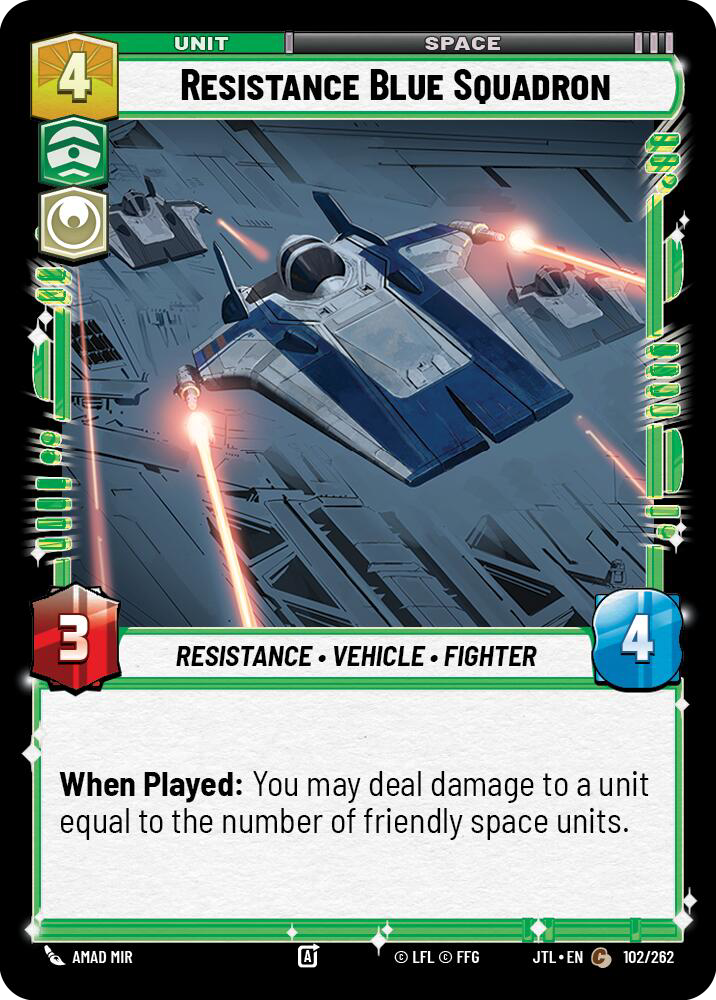 UNIT
SPACE
4
RESISTANCE BLUE SQUADRON
3
RESISTANCE • VEHICLE • FIGHTER
4
When Played: You may deal damage to a unit
equal to the number of friendly space units.
AMAD MIR
A
© LFL © FFG
JTL • EN
C
102/262